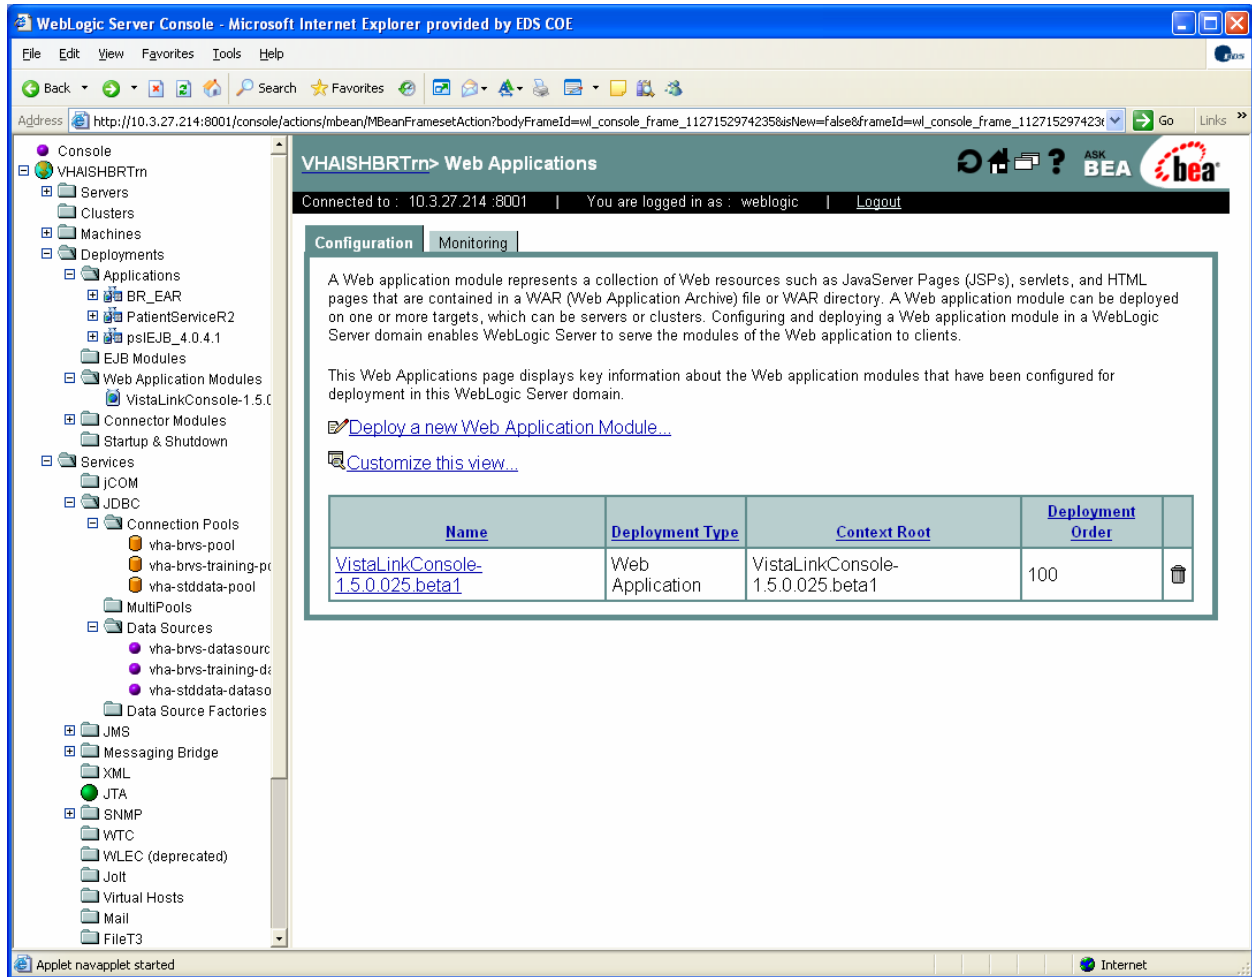 WebLogic Server Console - Microsoft Internet Explorer provided by EDS COE
File Edit View Favorites Tools Help
EDS
Back Search Favorites
Address http://10.3.27.214:8001/console/actions/mbean/MBeanFramesetAction?bodyFrameId=wl_console_frame_1127152974235&isNew=false&frameId=wl_console_frame_112715297423 Go Links »
Console
VHAISHBRTrn
Servers
Clusters
Machines
Deployments
Applications
BR_EAR
PatientServiceR2
pslEJB_4.0.4.1
EJB Modules
Web Application Modules
VistaLinkConsole-1.5.0
Connector Modules
Startup & Shutdown
Services
jCOM
JDBC
Connection Pools
vha-brvs-pool
vha-brvs-training-po
vha-stddata-pool
MultiPools
Data Sources
vha-brvs-datasourc
vha-brvs-training-da
vha-stddata-dataso
Data Source Factories
JMS
Messaging Bridge
XML
JTA
SNMP
WTC
WLEC (deprecated)
Jolt
Virtual Hosts
Mail
FileT3
VHAISHBRTrn> Web Applications
? ASK BEA bea
Connected to : 10.3.27.214 :8001 | You are logged in as : weblogic | Logout
Configuration Monitoring
A Web application module represents a collection of Web resources such as JavaServer Pages (JSPs), servlets, and HTML
pages that are contained in a WAR (Web Application Archive) file or WAR directory. A Web application module can be deployed
on one or more targets, which can be servers or clusters. Configuring and deploying a Web application module in a WebLogic
Server domain enables WebLogic Server to serve the modules of the Web application to clients.
This Web Applications page displays key information about the Web application modules that have been configured for
deployment in this WebLogic Server domain.
Deploy a new Web Application Module...
Customize this view...
Name Deployment Type Context Root Deployment Order
VistaLinkConsole-1.5.0.025.beta1 Web Application VistaLinkConsole-1.5.0.025.beta1 100
Applet navapplet started Internet